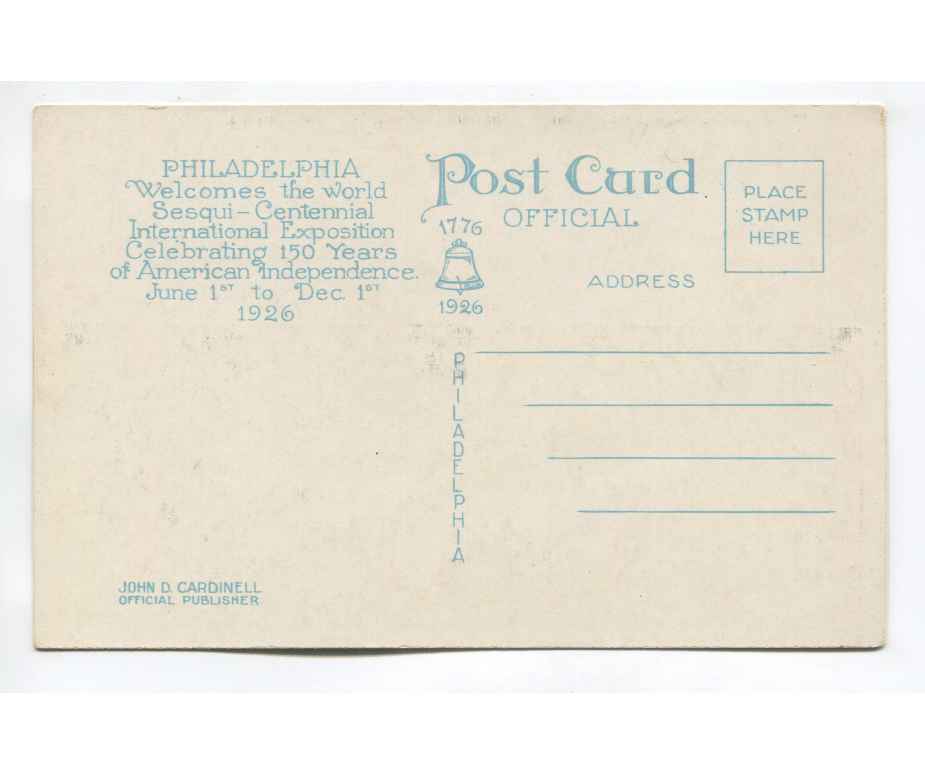 PHILADELPHIA
Welcomes the world
Sesqui-Centennial
International Exposition
Celebrating 150 Years
of American Independence.
June 1ST to Dec. 1ST
1926
Post Card
OFFICIAL
1776
1926
ADDRESS
PLACE
STAMP
HERE
PHILADELPHIA
JOHN D. CARDINELL
OFFICIAL PUBLISHER